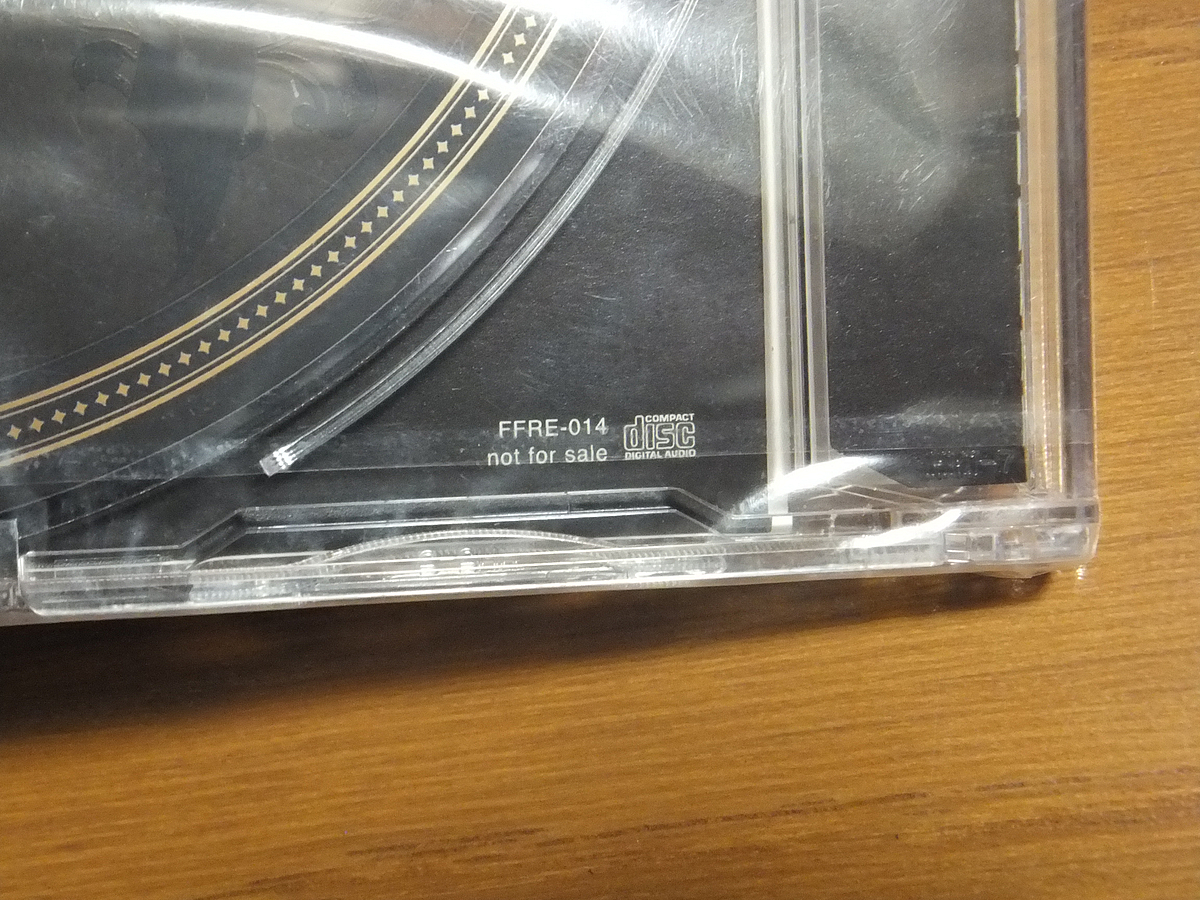 FFRE-014
not for sale
COMPACT
disc
DIGITAL AUDIO